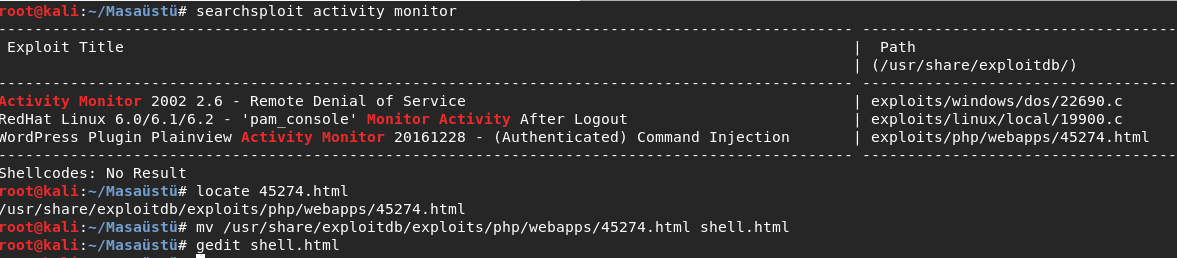 root@kali:~/Masaüstü# searchsploit activity monitor
--------------------------------------------------------------------------------------- ----------------------------------
 Exploit Title | Path
 | (/usr/share/exploitdb/)
--------------------------------------------------------------------------------------- ----------------------------------
Activity Monitor 2002 2.6 - Remote Denial of Service | exploits/windows/dos/22690.c
RedHat Linux 6.0/6.1/6.2 - 'pam_console' Monitor Activity After Logout | exploits/linux/local/19900.c
WordPress Plugin Plainview Activity Monitor 20161228 - (Authenticated) Command Injection | exploits/php/webapps/45274.html
--------------------------------------------------------------------------------------- ----------------------------------
Shellcodes: No Result
root@kali:~/Masaüstü# locate 45274.html
/usr/share/exploitdb/exploits/php/webapps/45274.html
root@kali:~/Masaüstü# mv /usr/share/exploitdb/exploits/php/webapps/45274.html shell.html
root@kali:~/Masaüstü# gedit shell.html